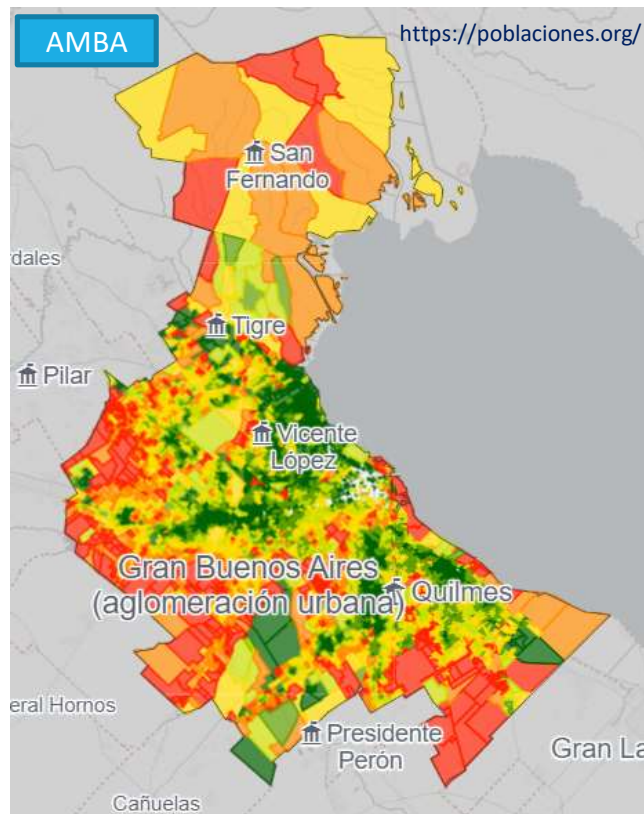 AMBA
https://poblaciones.org/
San
Fernando
rdales
Tigre
Pilar
Vicente
López
Gran Buenos Aires
(aglomeración urbana)
Quilmes
eral Hornos
Presidente
Perón
Gran La
Cañuelas